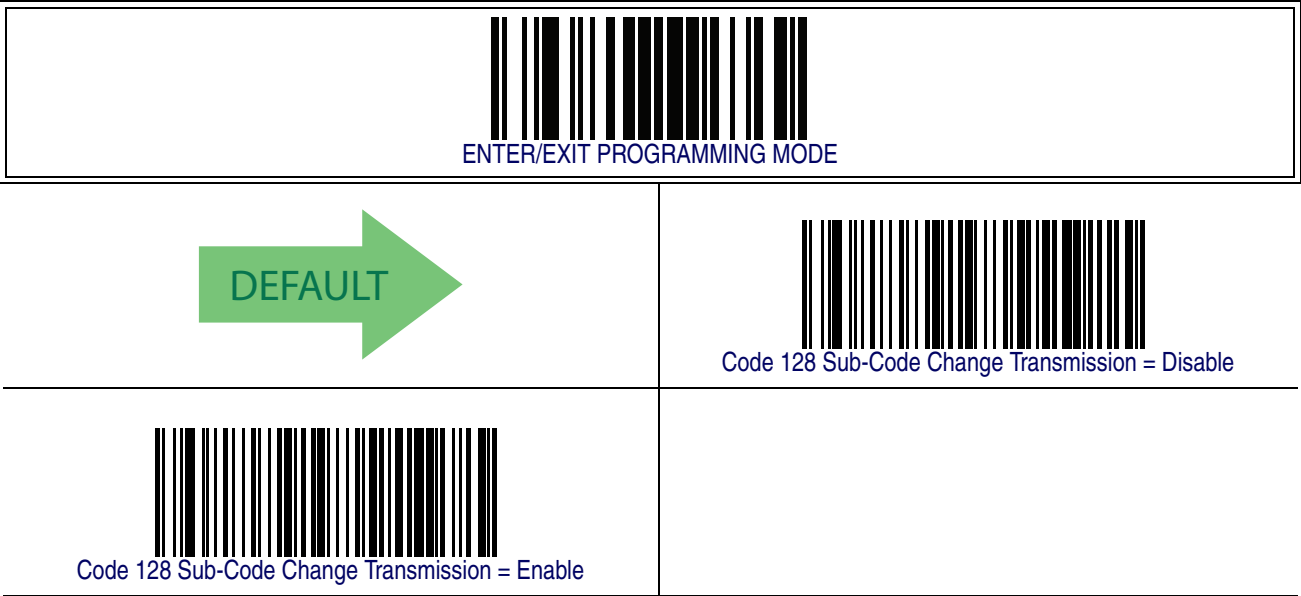 ENTER/EXIT PROGRAMMING MODE
DEFAULT
Code 128 Sub-Code Change Transmission = Disable
Code 128 Sub-Code Change Transmission = Enable